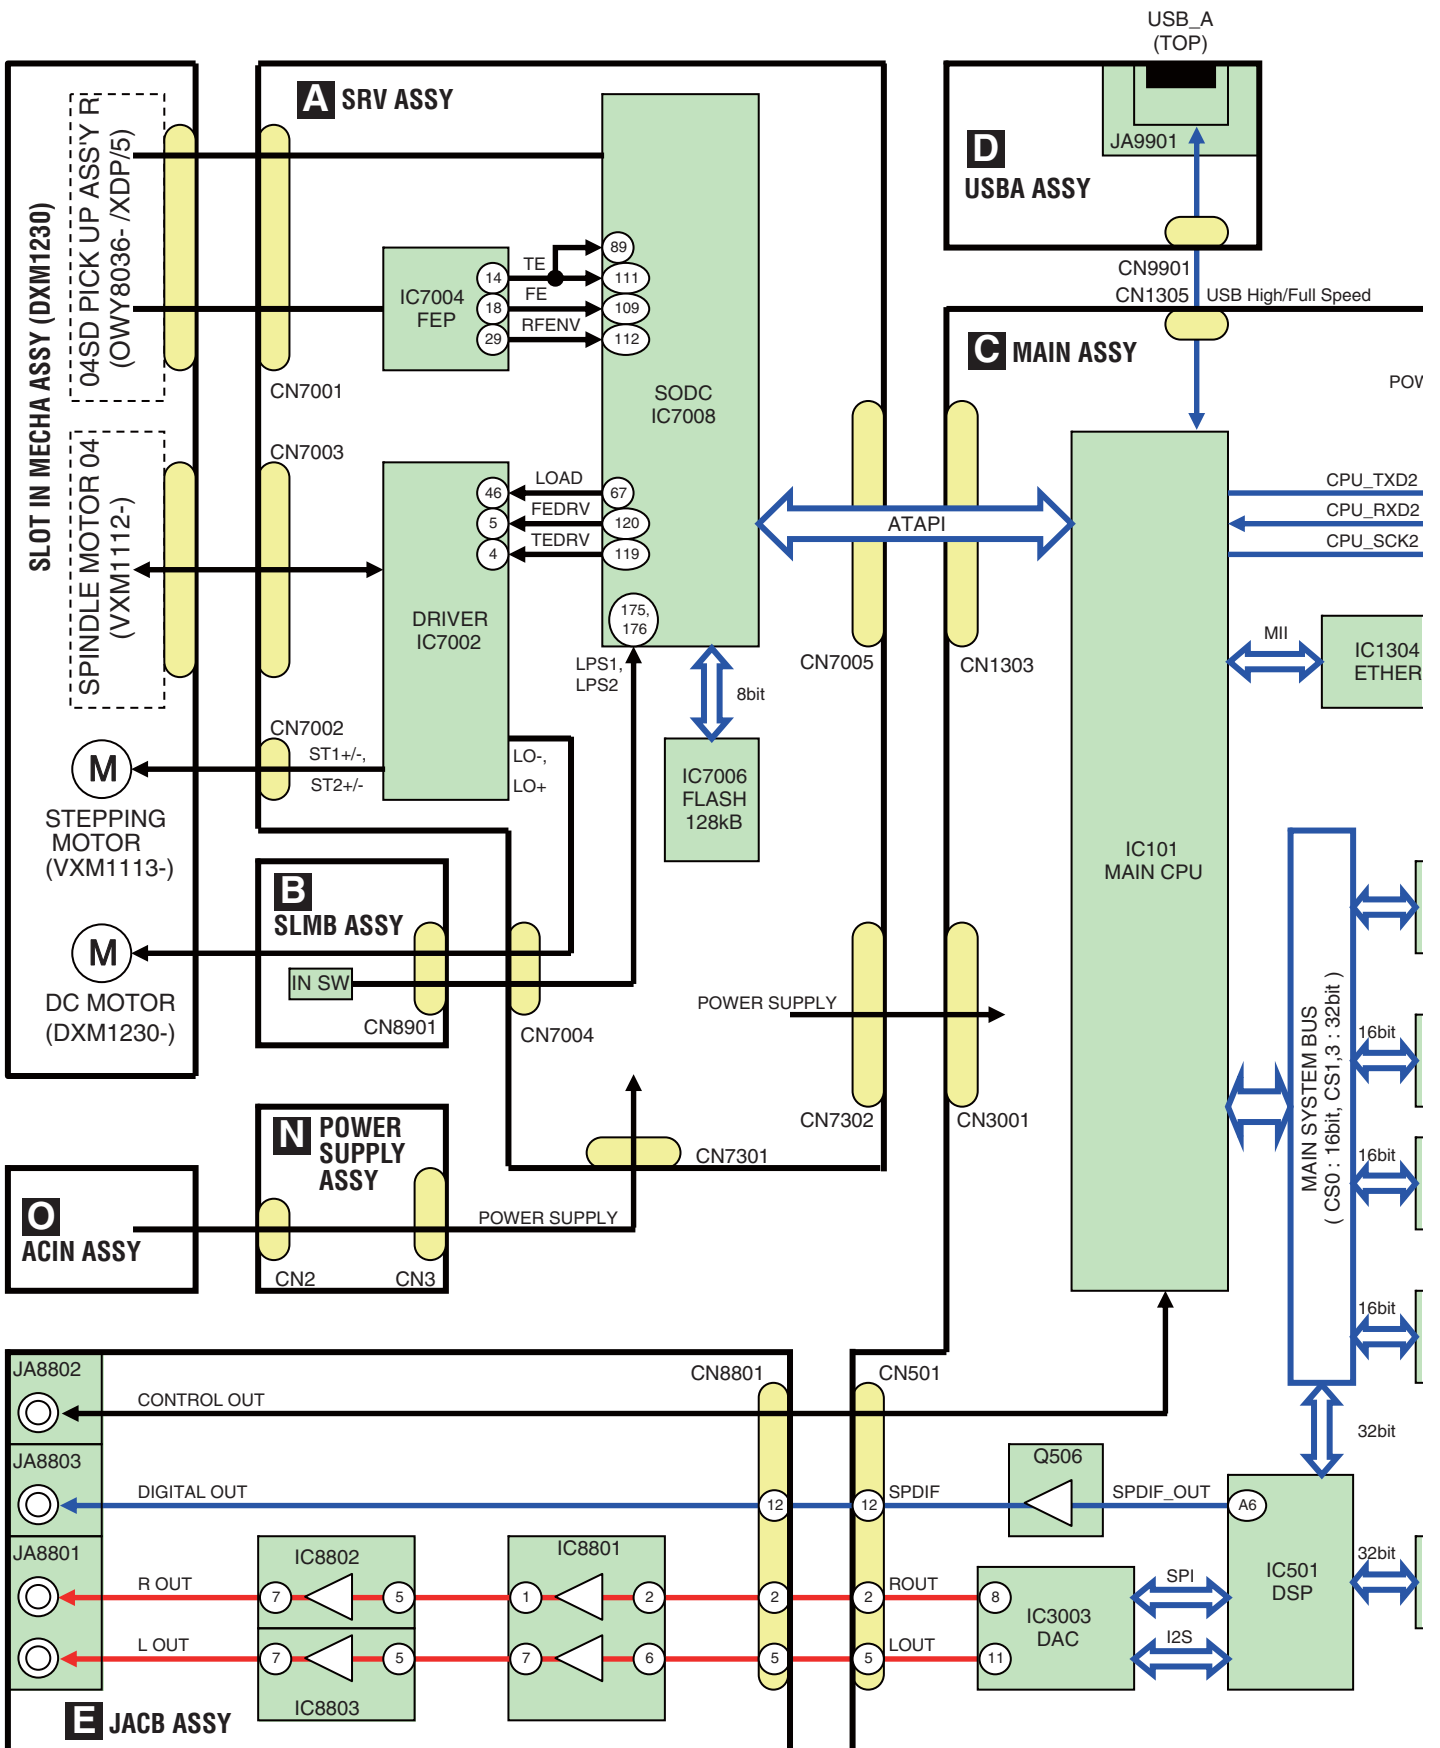 USB_A
(TOP)
JA9901
D
USBA ASSY
CN9901
CN1305
USB High/Full Speed
SLOT IN MECHA ASSY (DXM1230)
04SD PICK UP ASS'Y R
(OWY8036- /XDP/5)
SPINDLE MOTOR 04
(VXM1112-)
M
STEPPING
MOTOR
(VXM1113-)
M
DC MOTOR
(DXM1230-)
A SRV ASSY
CN7001
CN7003
CN7002
IC7004
FEP
14
18
29
TE
FE
RFENV
89
111
109
112
SODC
IC7008
46
5
4
LOAD
FEDRV
TEDRV
67
120
119
175,
176
DRIVER
IC7002
LPS1,
LPS2
8bit
ST1+/-,
ST2+/-
LO-,
LO+
IC7006
FLASH
128kB
CN7005
CN1303
ATAPI
B
SLMB ASSY
IN SW
CN8901
CN7004
POWER SUPPLY
CN7302
CN3001
CN7301
N POWER
SUPPLY
ASSY
CN2
CN3
POWER SUPPLY
O
ACIN ASSY
C MAIN ASSY
POW
IC101
MAIN CPU
CPU_TXD2
CPU_RXD2
CPU_SCK2
MII
IC1304
ETHER
MAIN SYSTEM BUS
( CS0 : 16bit, CS1,3 : 32bit )
16bit
16bit
16bit
32bit
32bit
JA8802
CONTROL OUT
CN8801
CN501
JA8803
DIGITAL OUT
12
12
SPDIF
Q506
SPDIF_OUT
A6
JA8801
R OUT
IC8802
7
5
IC8801
1
2
2
2
ROUT
8
L OUT
7
5
IC8803
7
6
5
5
LOUT
11
IC3003
DAC
SPI
I2S
IC501
DSP
E JACB ASSY